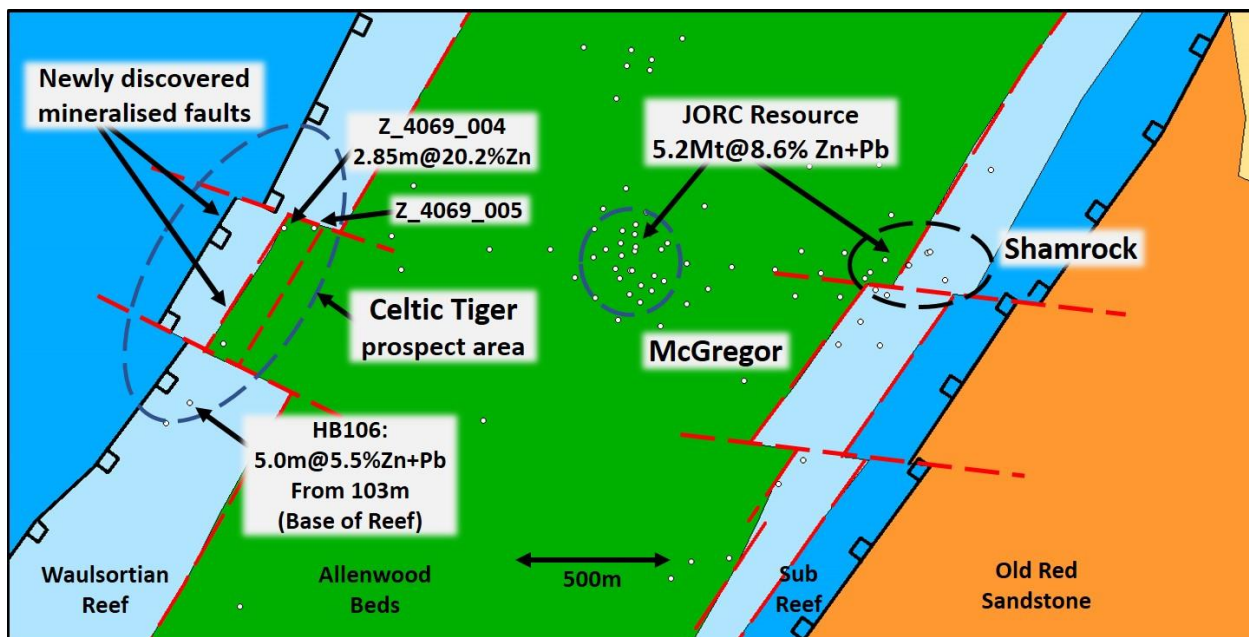 Newly discovered
mineralised faults
Z_4069_004
2.85m@20.2%Zn
Z_4069_005
JORC Resource
5.2Mt@8.6% Zn+Pb
Shamrock
Celtic Tiger
prospect area
McGregor
HB106:
5.0m@5.5%Zn+Pb
From 103m
(Base of Reef)
500m
Waulsortian
Reef
Allenwood
Beds
Sub
Reef
Old Red
Sandstone